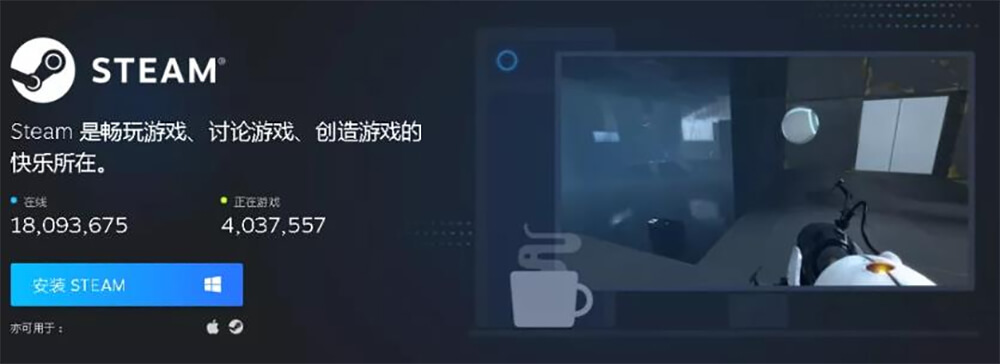 STEAM®
Steam 是畅玩游戏、讨论游戏、创造游戏的
快乐所在。
在线
正在游戏
18,093,675
4,037,557
安装 STEAM
亦可用于：